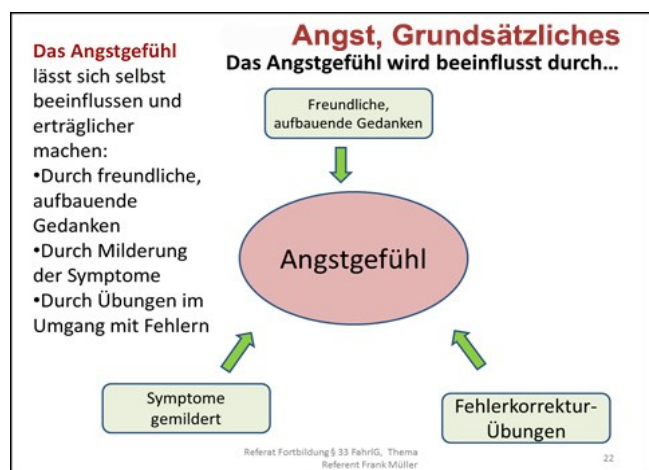 Angst, Grundsätzliches
Das Angstgefühl wird beeinflusst durch...
Das Angstgefühl
lässt sich selbst
beeinflussen und
erträglicher
machen:
•Durch freundliche,
aufbauende
Gedanken
•Durch Milderung
der Symptome
•Durch Übungen im
Umgang mit Fehlern
Freundliche,
aufbauende Gedanken
Angstgefühl
Symptome
gemildert
Fehlerkorrektur-
Übungen
Referat Fortbildung § 33 FahrlG, Thema
Referent Frank Müller
22